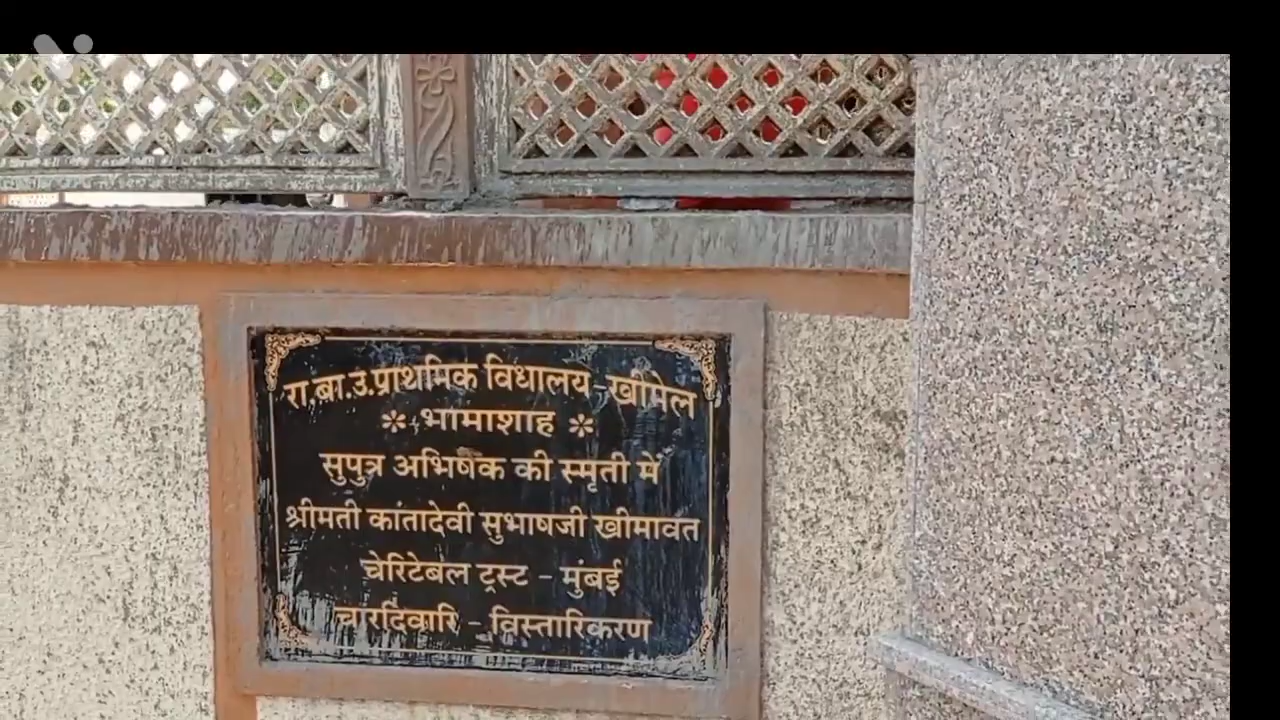 रा.बा.उ.प्राथमिक विधालय-खीमेल
* भामाशाह *
सुपुत्र अभिषेक की स्मृती में
श्रीमती कांतादेवी सुभाषजी खीमावत
चेरिटेबल ट्रस्ट - मुंबई
चारदिवारि - विस्तारिकरण